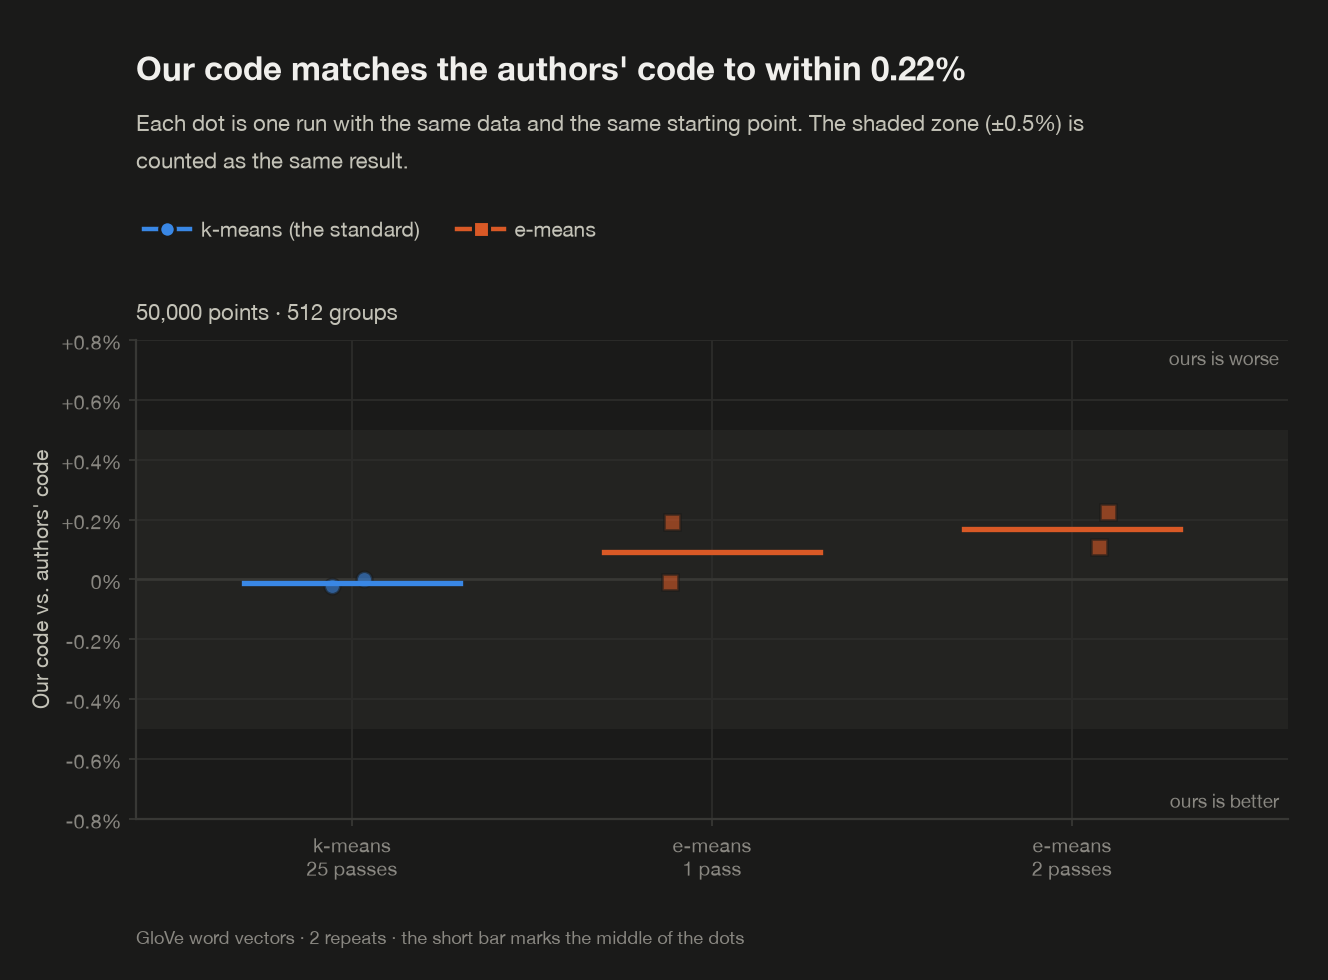 Our code matches the authors' code to within 0.22%
Each dot is one run with the same data and the same starting point. The shaded zone (±0.5%) is
counted as the same result.
k-means (the standard)
e-means
50,000 points · 512 groups
Our code vs. authors' code
+0.8%
+0.6%
+0.4%
+0.2%
0%
-0.2%
-0.4%
-0.6%
-0.8%
ours is worse
ours is better
k-means
25 passes
e-means
1 pass
e-means
2 passes
GloVe word vectors · 2 repeats · the short bar marks the middle of the dots